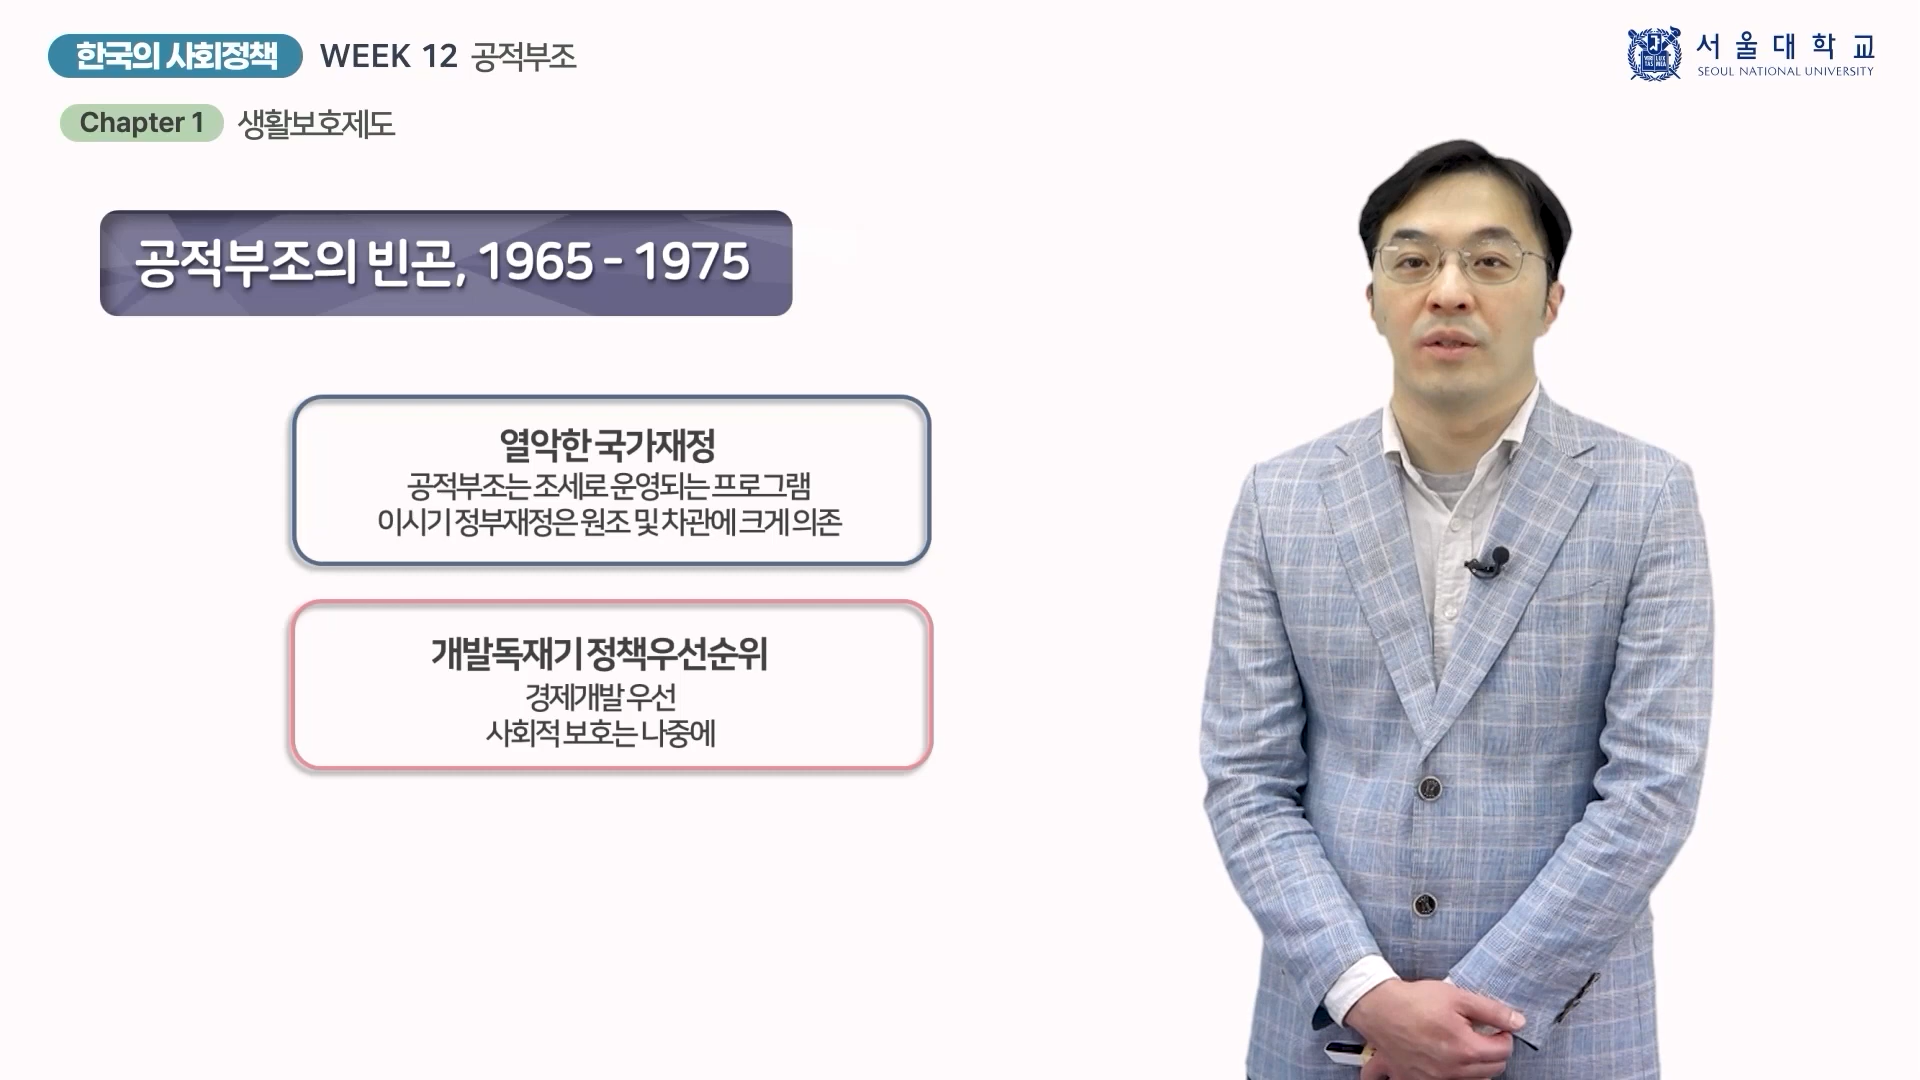 한국의 사회정책 WEEK 12 공적부조
서울대학교
SEOUL NATIONAL UNIVERSITY
Chapter 1 생활보호제도
공적부조의 빈곤, 1965 - 1975
열악한 국가재정
공적부조는 조세로 운영되는 프로그램
이시기 정부재정은 원조 및 차관에 크게 의존
개발독재기 정책우선순위
경제개발 우선
사회적 보호는 나중에